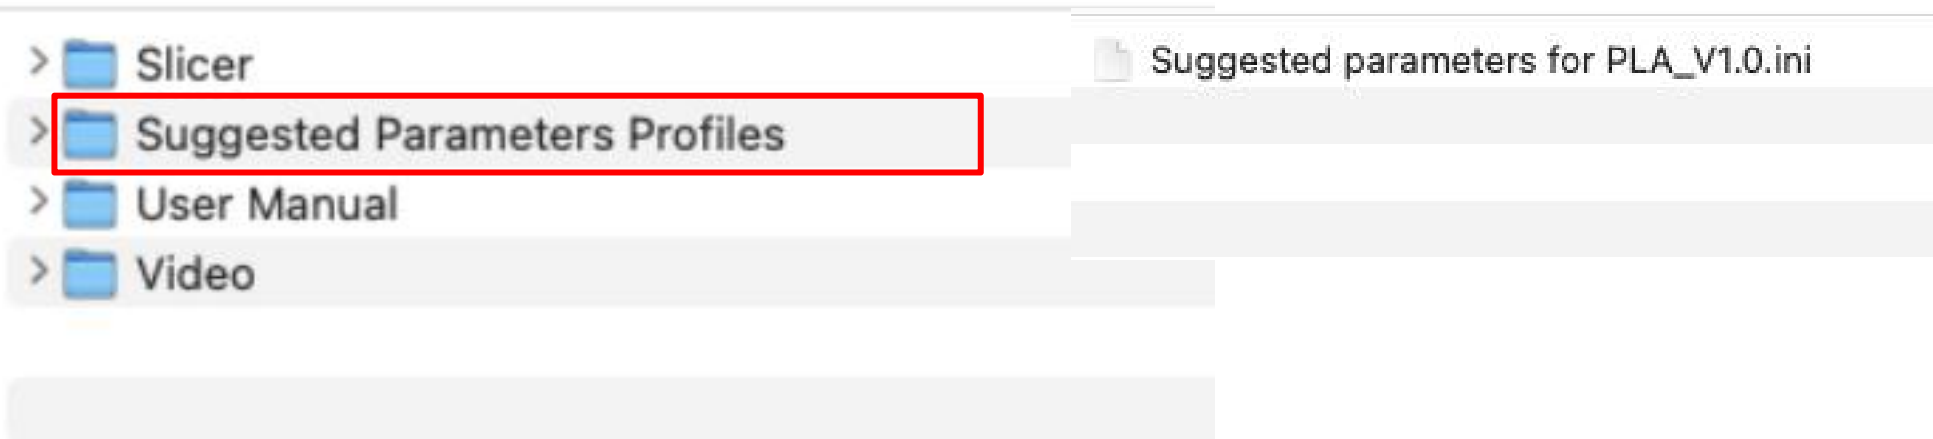 Slicer
Suggested Parameters Profiles
User Manual
Video
Suggested parameters for PLA_V1.0.ini